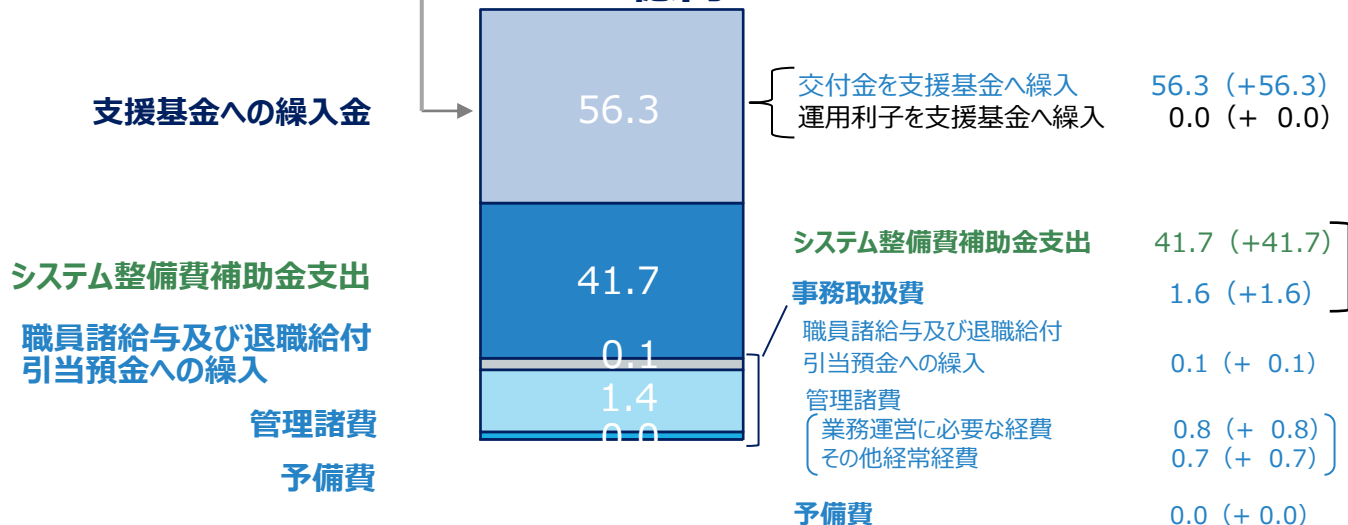 支援基金への繰入金
システム整備費補助金支出
職員諸給与及び退職給付
引当預金への繰入
管理諸費
予備費
56.3
41.7
0.1
1.4
0.0
交付金を支援基金へ繰入 56.3 (+56.3)
運用利子を支援基金へ繰入 0.0 (+ 0.0)
システム整備費補助金支出 41.7 (+41.7)
事務取扱費 1.6 (+1.6)
職員諸給与及び退職給付
引当預金への繰入 0.1 (+ 0.1)
管理諸費
業務運営に必要な経費 0.8 (+ 0.8)
その他経常経費 0.7 (+ 0.7)
予備費 0.0 (+ 0.0)